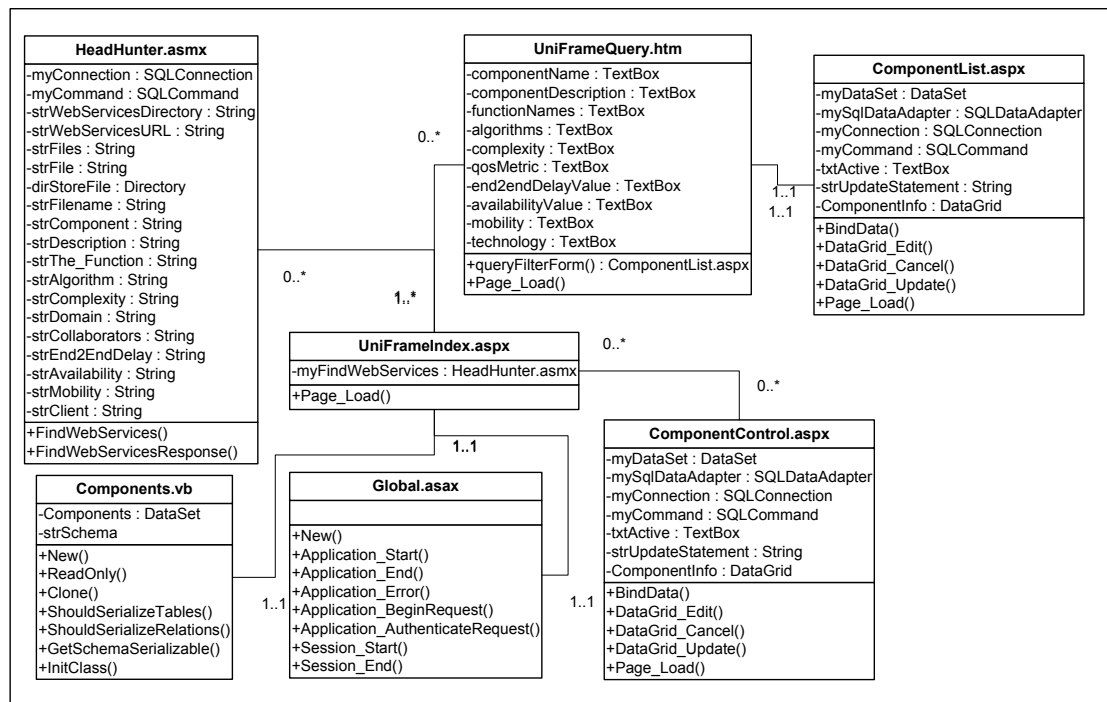 HeadHunter.asmx
-myConnection : SQLConnection
-myCommand : SQLCommand
-strWebServicesDirectory : String
-strWebServicesURL : String
-strFiles : String
-strFile : String
-dirStoreFile : Directory
-strFilename : String
-strComponent : String
-strDescription : String
-strThe_Function : String
-strAlgorithm : String
-strComplexity : String
-strDomain : String
-strCollaborators : String
-strEnd2EndDelay : String
-strAvailability : String
-strMobility : String
-strClient : String
+FindWebServices()
+FindWebServicesResponse()
UniFrameQuery.htm
-componentName : TextBox
-componentDescription : TextBox
-functionNames : TextBox
-algorithms : TextBox
-complexity : TextBox
-qosMetric : TextBox
-end2endDelayValue : TextBox
-availabilityValue : TextBox
-mobility : TextBox
-technology : TextBox
+queryFilterForm() : ComponentList.aspx
+Page_Load()
ComponentList.aspx
-myDataSet : DataSet
-mySqlDataAdapter : SQLDataAdapter
-myConnection : SQLConnection
-myCommand : SQLCommand
-txtActive : TextBox
-strUpdateStatement : String
-ComponentInfo : DataGrid
+BindData()
+DataGrid_Edit()
+DataGrid_Cancel()
+DataGrid_Update()
+Page_Load()
0..*
1..1
1..1
0..*
1..*
UniFrameIndex.aspx
-myFindWebServices : HeadHunter.asmx
+Page_Load()
0..*
0..*
1..1
ComponentControl.aspx
-myDataSet : DataSet
-mySqlDataAdapter : SQLDataAdapter
-myConnection : SQLConnection
-myCommand : SQLCommand
-txtActive : TextBox
-strUpdateStatement : String
-ComponentInfo : DataGrid
+BindData()
+DataGrid_Edit()
+DataGrid_Cancel()
+DataGrid_Update()
+Page_Load()
Components.vb
-Components : DataSet
-strSchema
+New()
+ReadOnly()
+Clone()
+ShouldSerializeTables()
+ShouldSerializeRelations()
+GetSchemaSerializable()
+InitClass()
1..1
Global.asax
+New()
+Application_Start()
+Application_End()
+Application_Error()
+Application_BeginRequest()
+Application_AuthenticateRequest()
+Session_Start()
+Session_End()
1..1